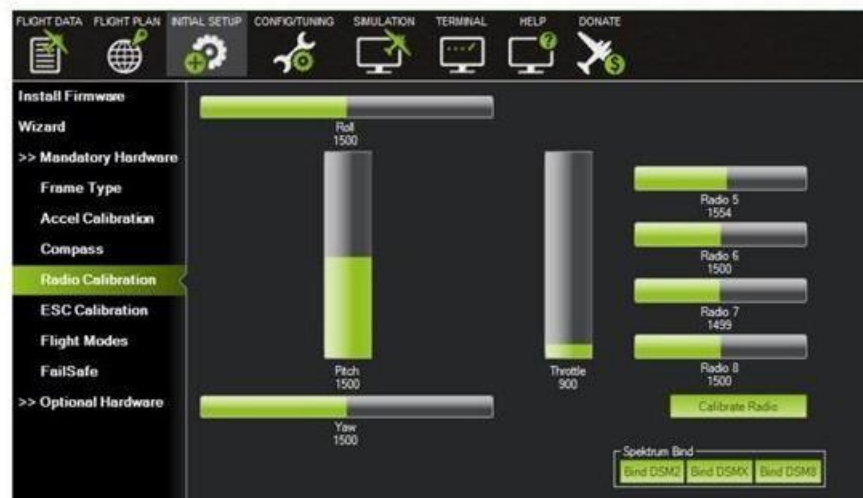 FLIGHT DATA FLIGHT PLAN INITIAL SETUP CONFIG/TUNING SIMULATION TERMINAL HELP DONATE
Install Firmware
Wizard
>> Mandatory Hardware
Frame Type
Accel Calibration
Compass
Radio Calibration
ESC Calibration
Flight Modes
FailSafe
>> Optional Hardware
Roll
1500
Pitch
1500
Throttle
900
Yaw
1500
Radio 5
1554
Radio 6
1500
Radio 7
1499
Radio 8
1500
Calibrate Radio
Spektrum Bind
Bind DSM2 Bind DSMX Bind DSM8